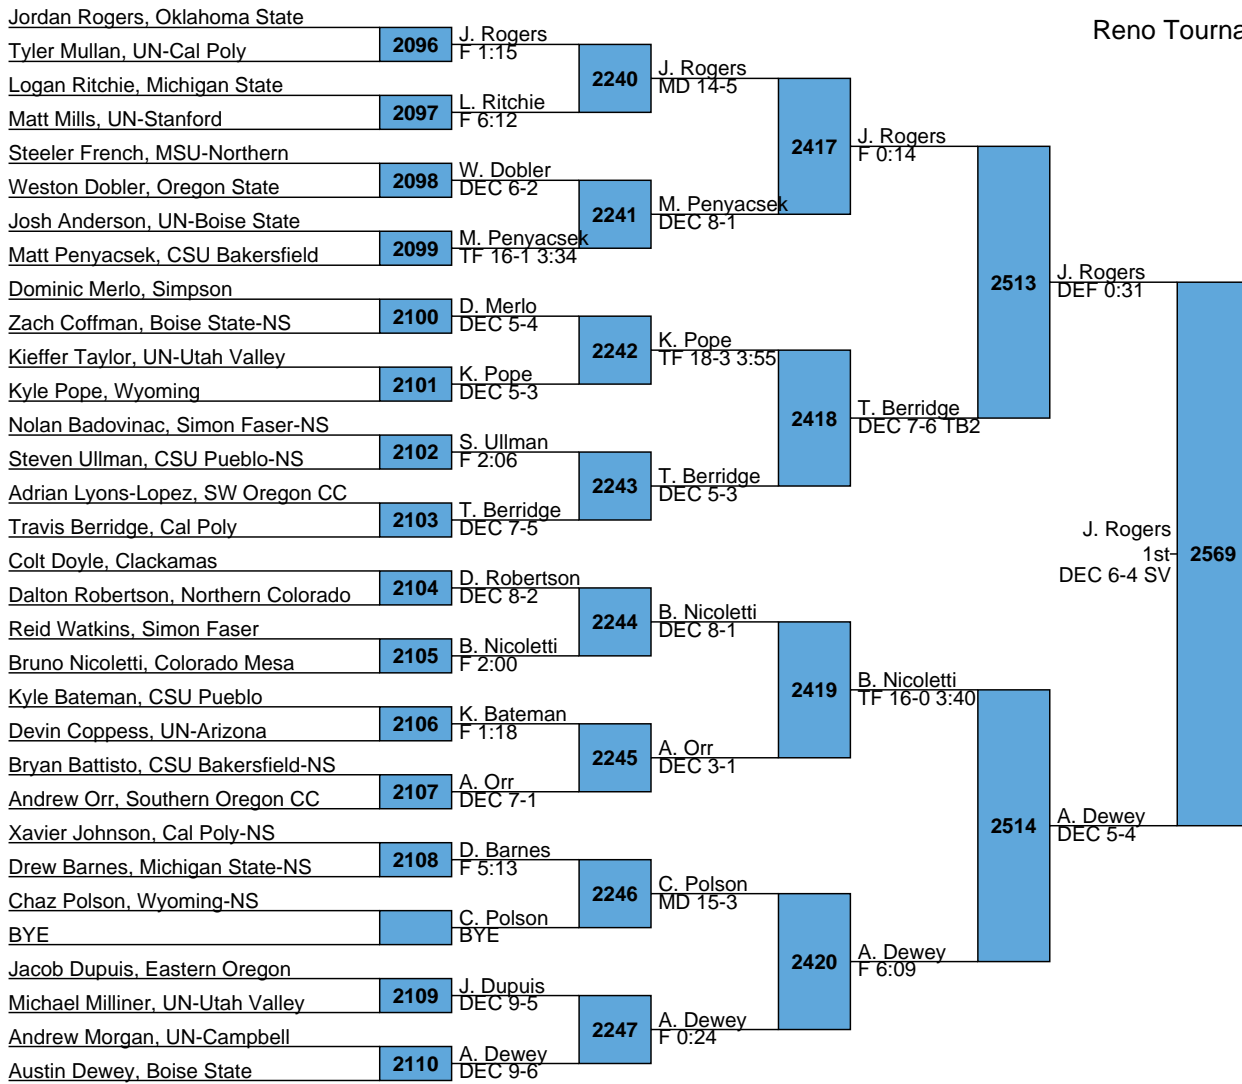 Reno Tourna
Jordan Rogers, Oklahoma State
Tyler Mullan, UN-Cal Poly
Logan Ritchie, Michigan State
Matt Mills, UN-Stanford
Steeler French, MSU-Northern
Weston Dobler, Oregon State
Josh Anderson, UN-Boise State
Matt Penyacsek, CSU Bakersfield
Dominic Merlo, Simpson
Zach Coffman, Boise State-NS
Kieffer Taylor, UN-Utah Valley
Kyle Pope, Wyoming
Nolan Badovinac, Simon Faser-NS
Steven Ullman, CSU Pueblo-NS
Adrian Lyons-Lopez, SW Oregon CC
Travis Berridge, Cal Poly
Colt Doyle, Clackamas
Dalton Robertson, Northern Colorado
Reid Watkins, Simon Faser
Bruno Nicoletti, Colorado Mesa
Kyle Bateman, CSU Pueblo
Devin Coppess, UN-Arizona
Bryan Battisto, CSU Bakersfield-NS
Andrew Orr, Southern Oregon CC
Xavier Johnson, Cal Poly-NS
Drew Barnes, Michigan State-NS
Chaz Polson, Wyoming-NS
BYE
Jacob Dupuis, Eastern Oregon
Michael Milliner, UN-Utah Valley
Andrew Morgan, UN-Campbell
Austin Dewey, Boise State
2096
2097
2098
2099
2100
2101
2102
2103
2104
2105
2106
2107
2108
2109
2110
J. Rogers
F 1:15
L. Ritchie
F 6:12
W. Dobler
DEC 6-2
M. Penyacsek
TF 16-1 3:34
D. Merlo
DEC 5-4
K. Pope
DEC 5-3
S. Ullman
F 2:06
T. Berridge
DEC 7-5
D. Robertson
DEC 8-2
B. Nicoletti
F 2:00
K. Bateman
F 1:18
A. Orr
DEC 7-1
D. Barnes
F 5:13
C. Polson
BYE
J. Dupuis
DEC 9-5
A. Dewey
DEC 9-6
2240
2241
2242
2243
2244
2245
2246
2247
J. Rogers
MD 14-5
M. Penyacsek
DEC 8-1
K. Pope
TF 18-3 3:55
T. Berridge
DEC 5-3
B. Nicoletti
DEC 8-1
A. Orr
DEC 3-1
C. Polson
MD 15-3
A. Dewey
F 0:24
2417
2418
2419
2420
J. Rogers
F 0:14
T. Berridge
DEC 7-6 TB2
B. Nicoletti
TF 16-0 3:40
A. Dewey
F 6:09
2513
2514
J. Rogers
DEF 0:31
A. Dewey
DEC 5-4
J. Rogers
1st
DEC 6-4 SV
2569